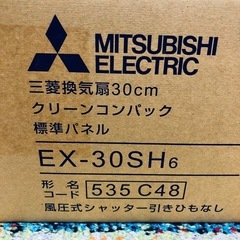 MITSUBISHI
ELECTRIC
三菱換気扇30cm
クリーンコンパック
標準パネル
EX-30SH6
形名
コード 535 C48
風圧式シャッター引きひもなし